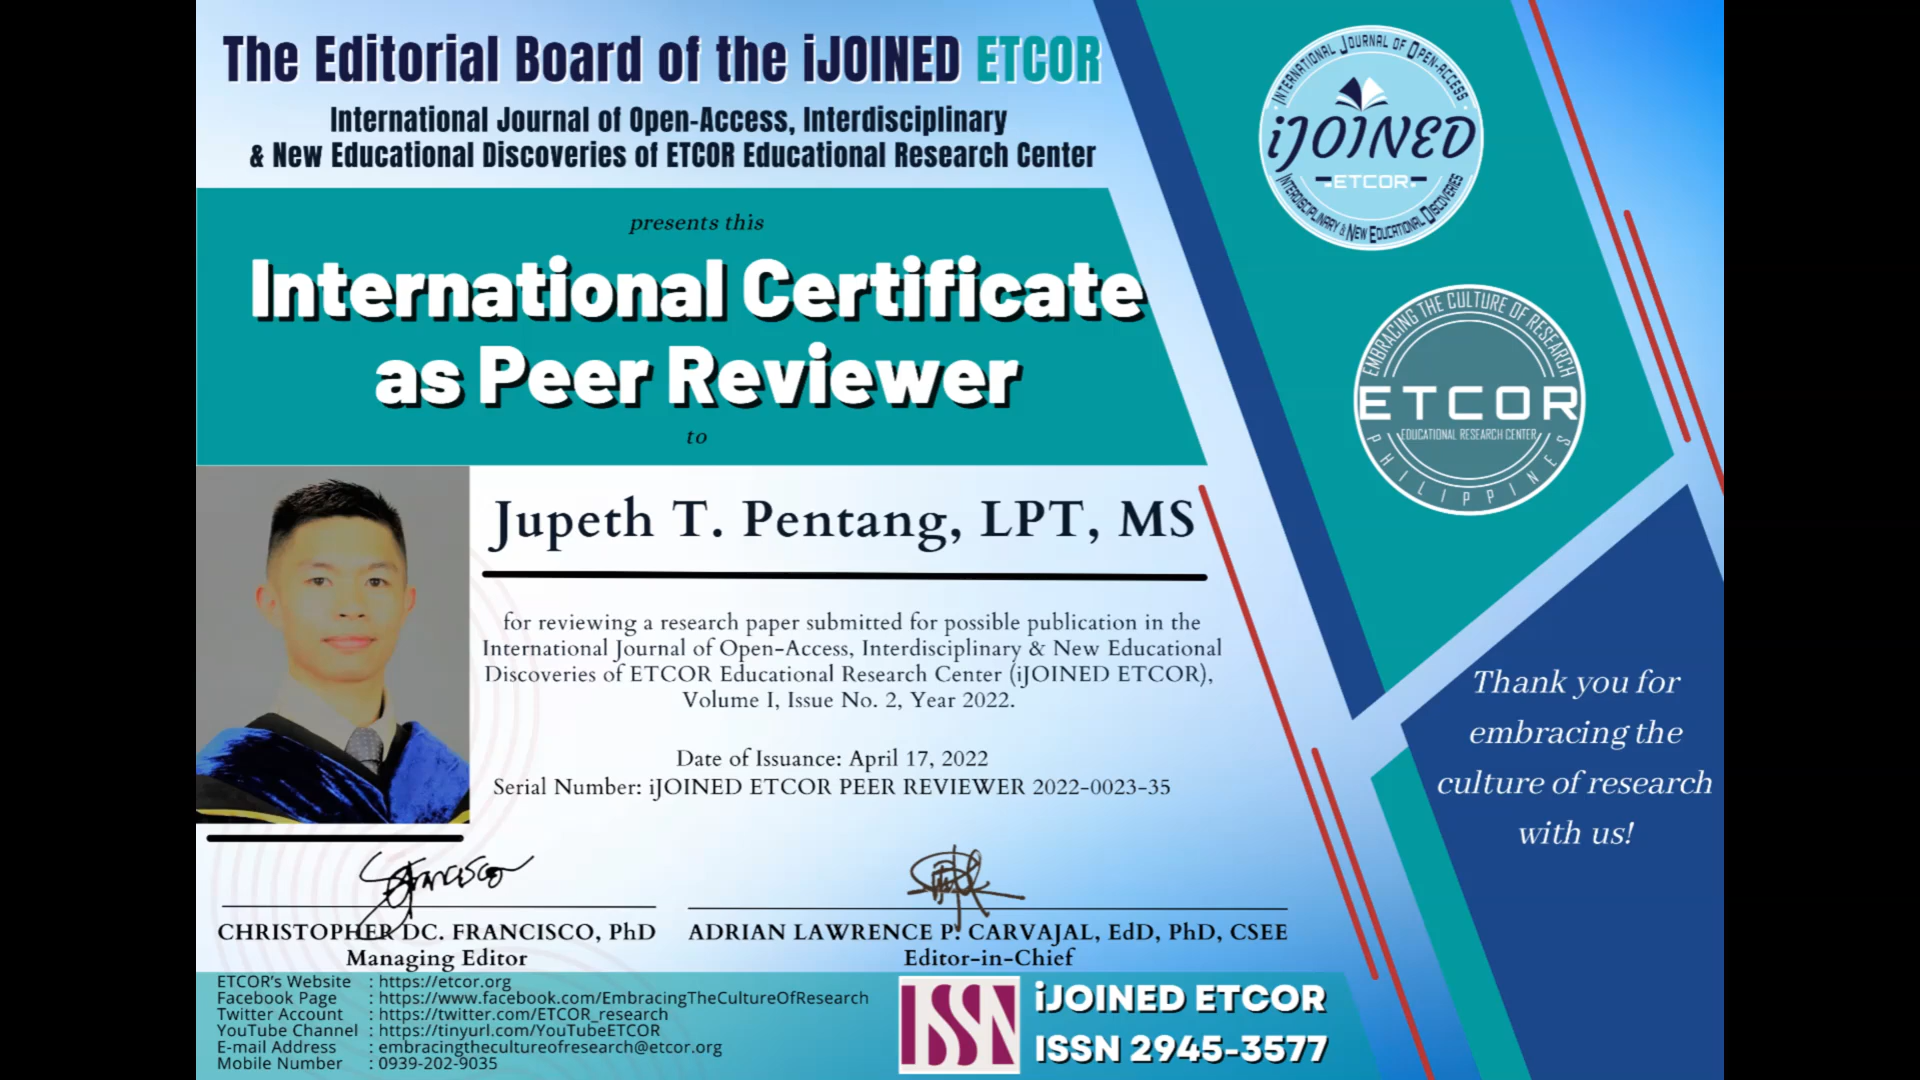 The Editorial Board of the iJOINED ETCOR
International Journal of Open-Access, Interdisciplinary
& New Educational Discoveries of ETCOR Educational Research Center
presents this
International Certificate
as Peer Reviewer
to
Jupeth T. Pentang, LPT, MS
for reviewing a research paper submitted for possible publication in the
International Journal of Open-Access, Interdisciplinary & New Educational
Discoveries of ETCOR Educational Research Center (iJOINED ETCOR),
Volume I, Issue No. 2, Year 2022.
Date of Issuance: April 17, 2022
Serial Number: iJOINED ETCOR PEER REVIEWER 2022-0023-35
Francisco
CHRISTOPHER DC. FRANCISCO, PhD
Managing Editor
ADRIAN LAWRENCE P. CARVAJAL, EdD, PhD, CSEE
Editor-in-Chief
ETCOR's Website : https://etcor.org
Facebook Page : https://www.facebook.com/EmbracingTheCultureOfResearch
Twitter Account : https://twitter.com/ETCOR_research
YouTube Channel : https://tinyurl.com/YouTubeETCOR
E-mail Address : embracingthecultureofresearch@etcor.org
Mobile Number : 0939-202-9035
ISSN
iJOINED ETCOR
ISSN 2945-3577
INTERNATIONAL JOURNAL OF OPEN-ACCESS
iJOINED
ETCOR
INTERDISCIPLINARY & NEW EDUCATIONAL DISCOVERIES
EMBRACING THE CULTURE OF RESEARCH
ETCOR
EDUCATIONAL RESEARCH CENTER
PHILIPPINES
Thank you for
embracing the
culture of research
with us!